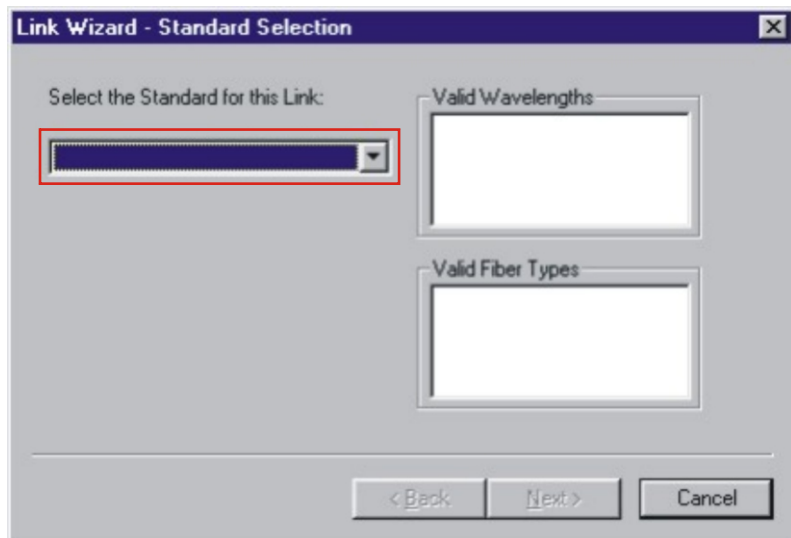 Link Wizard - Standard Selection
Select the Standard for this Link:
Valid Wavelengths
Valid Fiber Types
< Back
Next >
Cancel